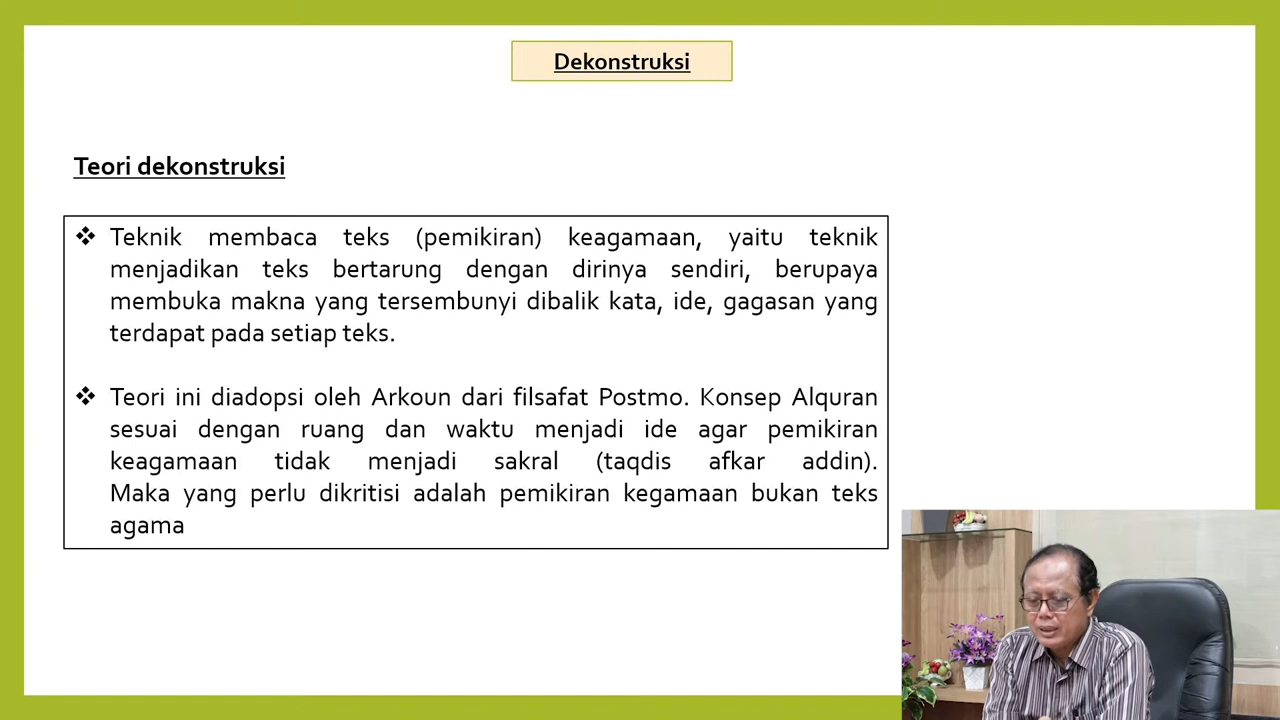 Dekonstruksi
Teori dekonstruksi
❖ Teknik membaca teks (pemikiran) keagamaan, yaitu teknik
menjadikan teks bertarung dengan dirinya sendiri, berupaya
membuka makna yang tersembunyi dibalik kata, ide, gagasan yang
terdapat pada setiap teks.
❖ Teori ini diadopsi oleh Arkoun dari filsafat Postmo. Konsep Alquran
sesuai dengan ruang dan waktu menjadi ide agar pemikiran
keagamaan tidak menjadi sakral (taqdis afkar addin).
Maka yang perlu dikritisi adalah pemikiran kegamaan bukan teks
agama